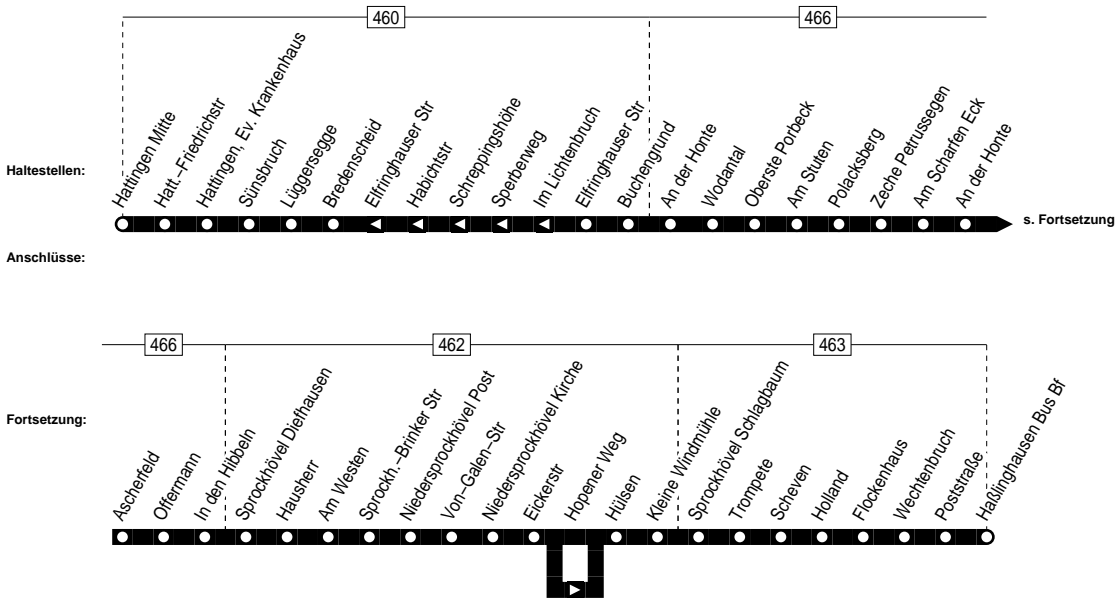 460
466
Hattingen Mitte
Hatt.–Friedrichstr
Hattingen, Ev. Krankenhaus
Sünsbruch
Lüggersegge
Bredenscheid
Elfringhauser Str
Habichtstr
Schreppingshöhe
Sperberweg
Im Lichtenbruch
Elfringhauser Str
Buchengrund
An der Honte
Wodantal
Oberste Porbeck
Am Stuten
Polacksberg
Zeche Petrussegen
Am Scharfen Eck
An der Honte
Haltestellen:
s. Fortsetzung
Anschlüsse:
466
462
463
Fortsetzung:
Ascherfeld
Offermann
In den Hibbeln
Sprockhövel Diefhausen
Hausherr
Am Westen
Sprockh.–Brinker Str
Niedersprockhövel Post
Von–Galen–Str
Niedersprockhövel Kirche
Eickerstr
Hopener Weg
Hülsen
Kleine Windmühle
Sprockhövel Schlagbaum
Trompete
Scheven
Holland
Flockenhaus
Wechtenbruch
Poststraße
Haßlinghausen Bus Bf